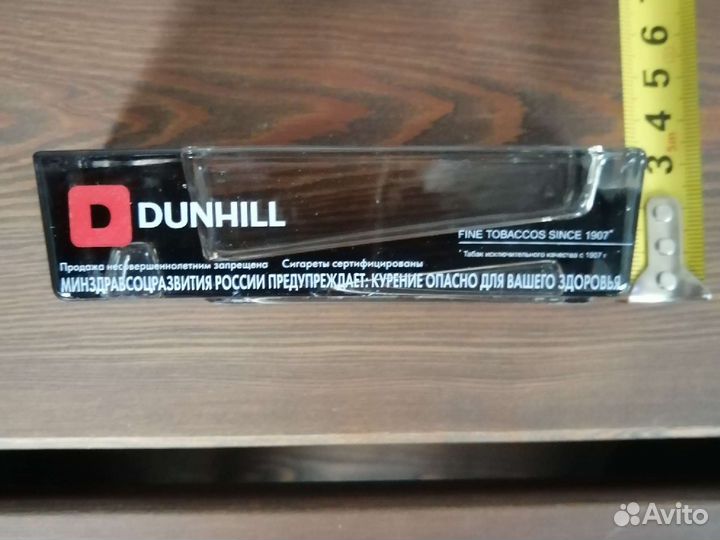 D DUNHILL
FINE TOBACCOS SINCE 1907*
* Табак исключительного качества с 1907 г.
Продажа несовершеннолетним запрещена Сигареты сертифицированы
МИНЗДРАВСОЦРАЗВИТИЯ РОССИИ ПРЕДУПРЕЖДАЕТ: КУРЕНИЕ ОПАСНО ДЛЯ ВАШЕГО ЗДОРОВЬЯ
3 4 5 6
5m
Avito